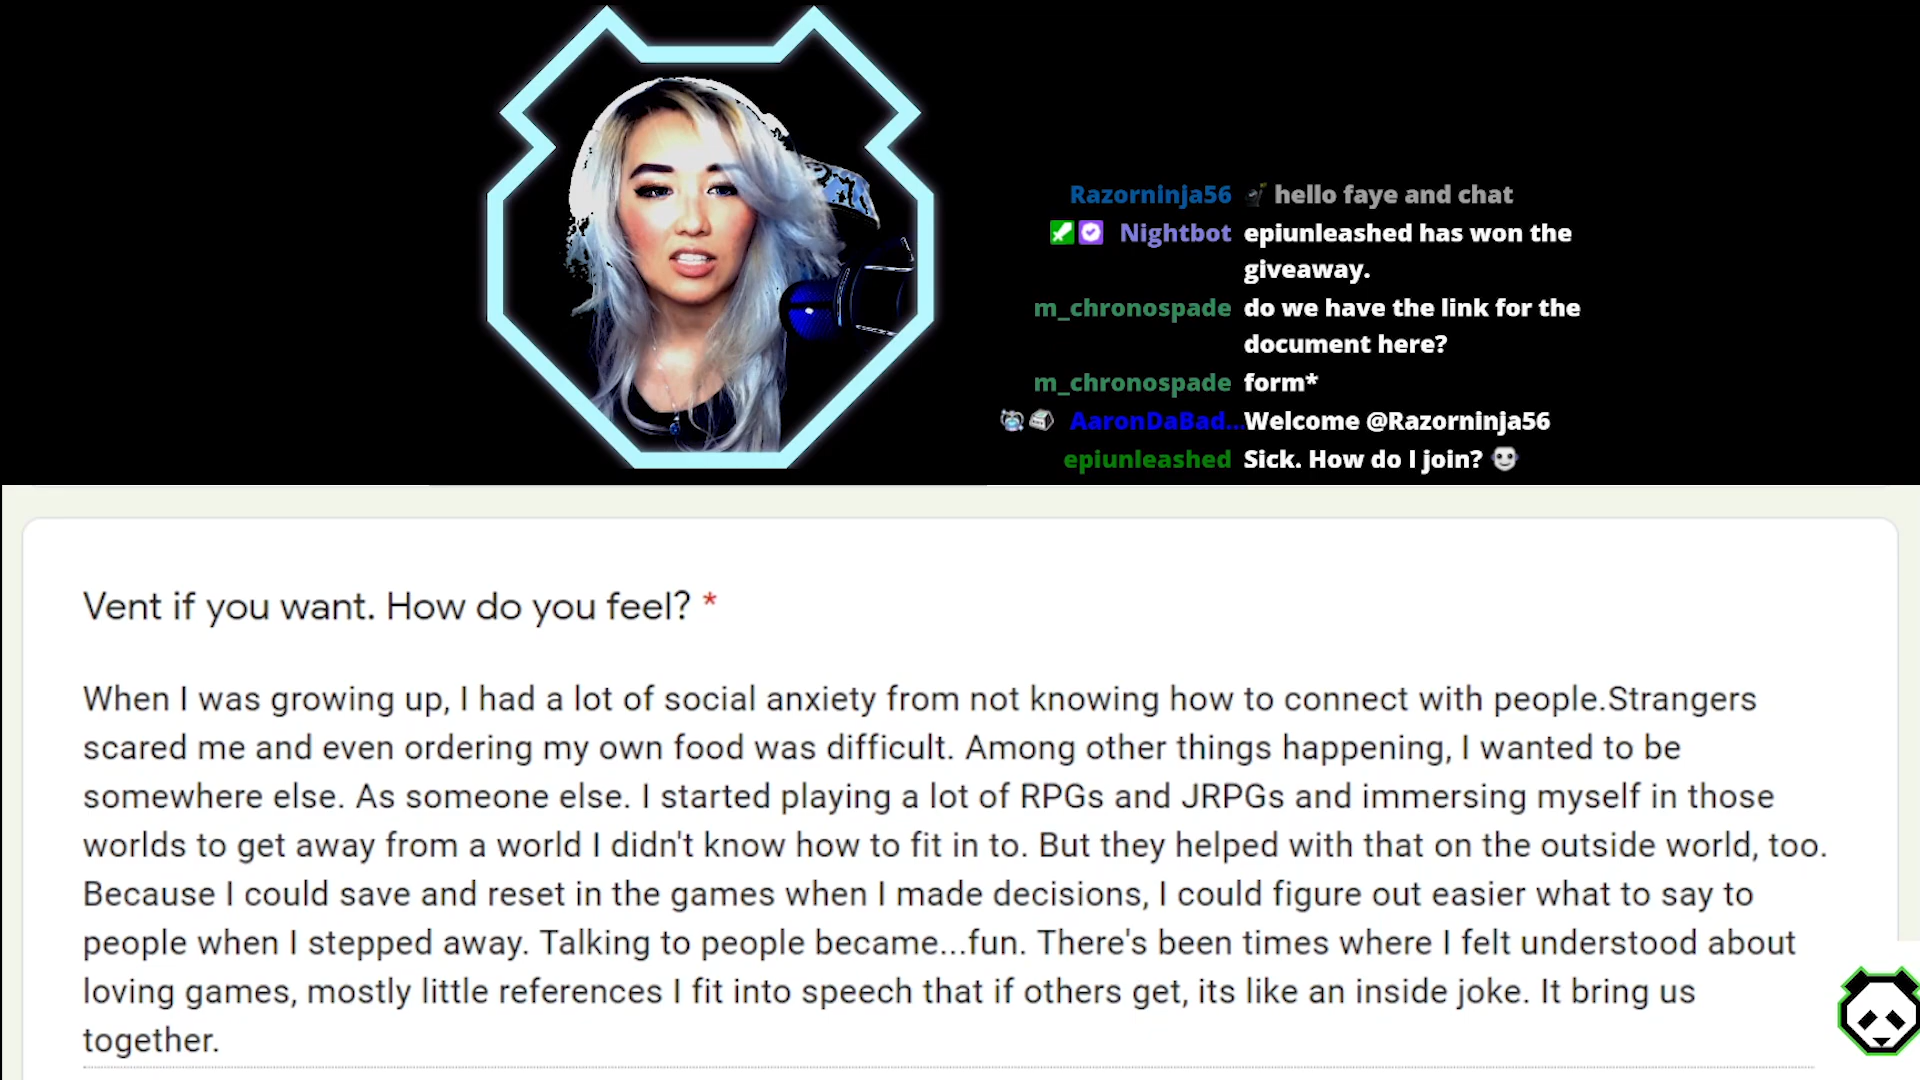 Razorninja56 hello faye and chat
Nightbot epiunleashed has won the
giveaway.
m_chronospade do we have the link for the
document here?
m_chronospade form*
AaronDaBad... Welcome @Razorninja56
epiunleashed Sick. How do I join?
Vent if you want. How do you feel? *
When I was growing up, I had a lot of social anxiety from not knowing how to connect with people.Strangers
scared me and even ordering my own food was difficult. Among other things happening, I wanted to be
somewhere else. As someone else. I started playing a lot of RPGs and JRPGs and immersing myself in those
worlds to get away from a world I didn't know how to fit in to. But they helped with that on the outside world, too.
Because I could save and reset in the games when I made decisions, I could figure out easier what to say to
people when I stepped away. Talking to people became...fun. There's been times where I felt understood about
loving games, mostly little references I fit into speech that if others get, its like an inside joke. It bring us
together.